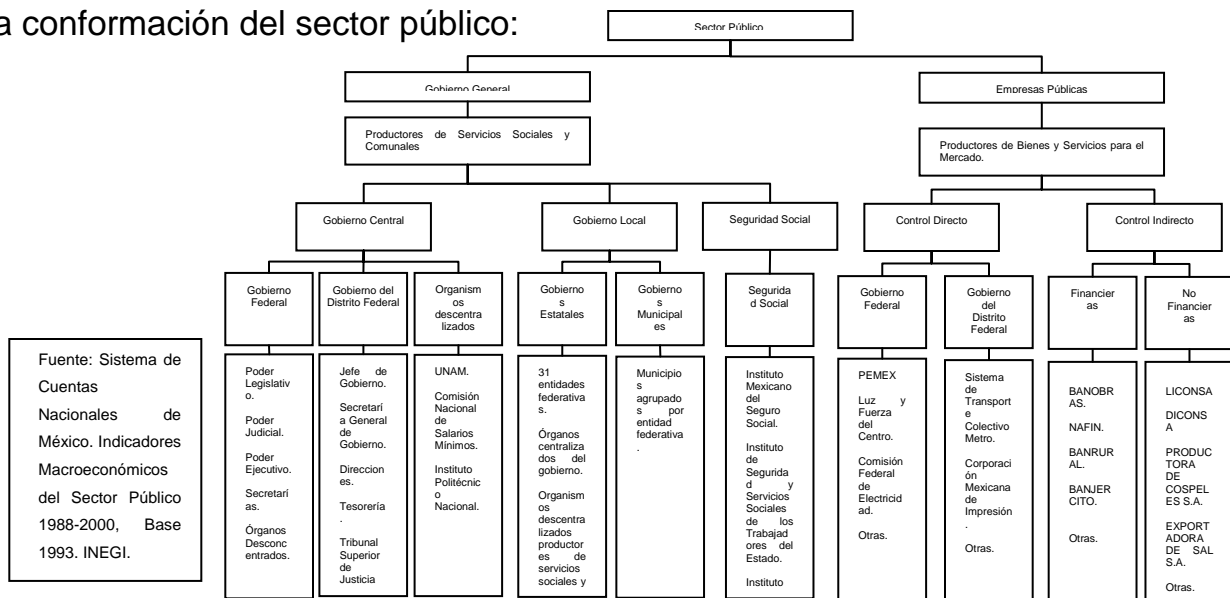 a conformación del sector público:
Sector Público
Gobierno General
Empresas Públicas
Productores de Servicios Sociales y
Comunales
Productores de Bienes y Servicios para el
Mercado.
Gobierno Central
Gobierno Local
Seguridad Social
Control Directo
Control Indirecto
Gobierno
Federal
Gobierno del
Distrito Federal
Organism
os
descentra
lizados
Gobierno
s
Estatales
Gobierno
s
Municipal
es
Segurida
d Social
Gobierno
Federal
Gobierno
del
Distrito
Federal
Financier
as
No
Financier
as
Fuente: Sistema de
Cuentas
Nacionales de
México. Indicadores
Macroeconómicos
del Sector Público
1988-2000, Base
1993. INEGI.
Poder
Legislativ
o.
Poder
Judicial.
Poder
Ejecutivo.
Secretarí
as.
Órganos
Desconc
entrados.
Jefe de
Gobierno.
Secretarí
a General
de
Gobierno.
Direccion
es.
Tesorería
.
Tribunal
Superior
de
Justicia
UNAM.
Comisión
Nacional
de
Salarios
Mínimos.
Instituto
Politécnic
o
Nacional.
31
entidades
federativa
s.
Órganos
centraliza
dos del
gobierno.
Organism
os
descentra
lizados
productor
es de
servicios
sociales y
Municipio
s
agrupado
s por
entidad
federativa
.
Instituto
Mexicano
del
Seguro
Social.
Instituto
de
Segurida
d y
Servicios
Sociales
de los
Trabajad
ores del
Estado.
Instituto
PEMEX
Luz y
Fuerza
del
Centro.
Comisión
Federal
de
Electricid
ad.
Otras.
Sistema
de
Transport
e
Colectivo
Metro.
Corporaci
ón
Mexicana
de
Impresión
.
Otras.
BANOBR
AS.
NAFIN.
BANRUR
AL.
BANJER
CITO.
Otras.
LICONSA
DICONS
A
PRODUC
TORA
DE
COSPEL
ES S.A.
EXPORT
ADORA
DE SAL
S.A.
Otras.